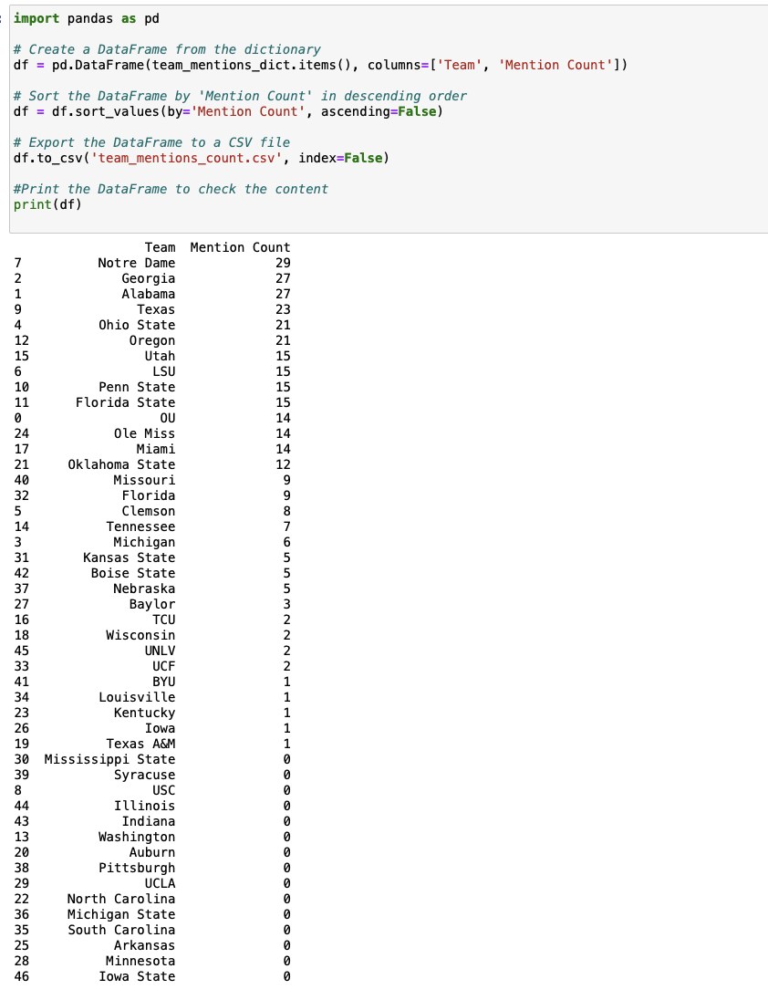 import pandas as pd
# Create a DataFrame from the dictionary
df = pd.DataFrame(team_mentions_dict.items(), columns=['Team', 'Mention Count'])
# Sort the DataFrame by 'Mention Count' in descending order
df = df.sort_values(by='Mention Count', ascending=False)
# Export the DataFrame to a CSV file
df.to_csv('team_mentions_count.csv', index=False)
#Print the DataFrame to check the content
print(df)
Team Mention Count
7 Notre Dame 29
2 Georgia 27
1 Alabama 27
9 Texas 23
4 Ohio State 21
12 Oregon 21
15 Utah 15
6 LSU 15
10 Penn State 15
11 Florida State 15
0 OU 14
24 Ole Miss 14
17 Miami 14
21 Oklahoma State 12
40 Missouri 9
32 Florida 9
5 Clemson 8
14 Tennessee 7
3 Michigan 6
31 Kansas State 5
42 Boise State 5
37 Nebraska 5
27 Baylor 3
16 TCU 2
18 Wisconsin 2
45 UNLV 2
33 UCF 2
41 BYU 1
34 Louisville 1
23 Kentucky 1
26 Iowa 1
19 Texas A&M 1
30 Mississippi State 0
39 Syracuse 0
8 USC 0
44 Illinois 0
43 Indiana 0
13 Washington 0
20 Auburn 0
38 Pittsburgh 0
29 UCLA 0
22 North Carolina 0
36 Michigan State 0
35 South Carolina 0
25 Arkansas 0
28 Minnesota 0
46 Iowa State 0